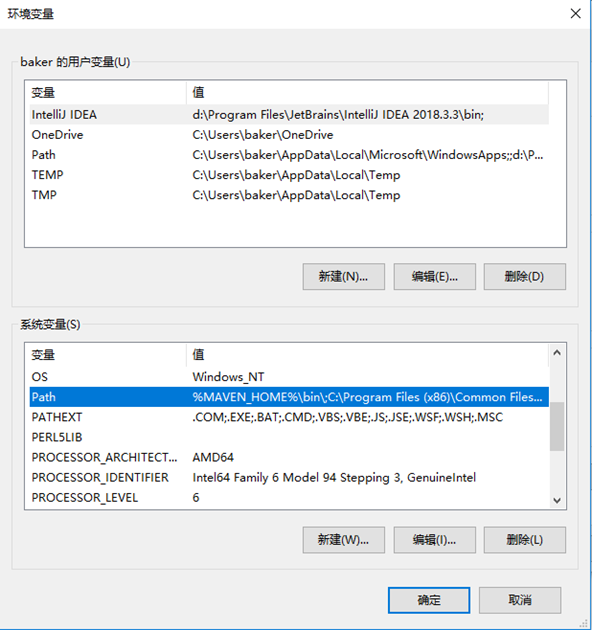 环境变量
baker 的用户变量(U)
变量 值
IntelliJ IDEA d:\Program Files\JetBrains\IntelliJ IDEA 2018.3.3\bin;
OneDrive C:\Users\baker\OneDrive
Path C:\Users\baker\AppData\Local\Microsoft\WindowsApps;;d:\P...
TEMP C:\Users\baker\AppData\Local\Temp
TMP C:\Users\baker\AppData\Local\Temp
新建(N)... 编辑(E)... 删除(D)
系统变量(S)
变量 值
OS Windows_NT
Path %MAVEN_HOME%\bin\;C:\Program Files (x86)\Common Files...
PATHEXT .COM;.EXE;.BAT;.CMD;.VBS;.VBE;.JS;.JSE;.WSF;.WSH;.MSC
PERL5LIB
PROCESSOR_ARCHITECT... AMD64
PROCESSOR_IDENTIFIER Intel64 Family 6 Model 94 Stepping 3, GenuineIntel
PROCESSOR_LEVEL 6
新建(W)... 编辑(I)... 删除(L)
确定 取消